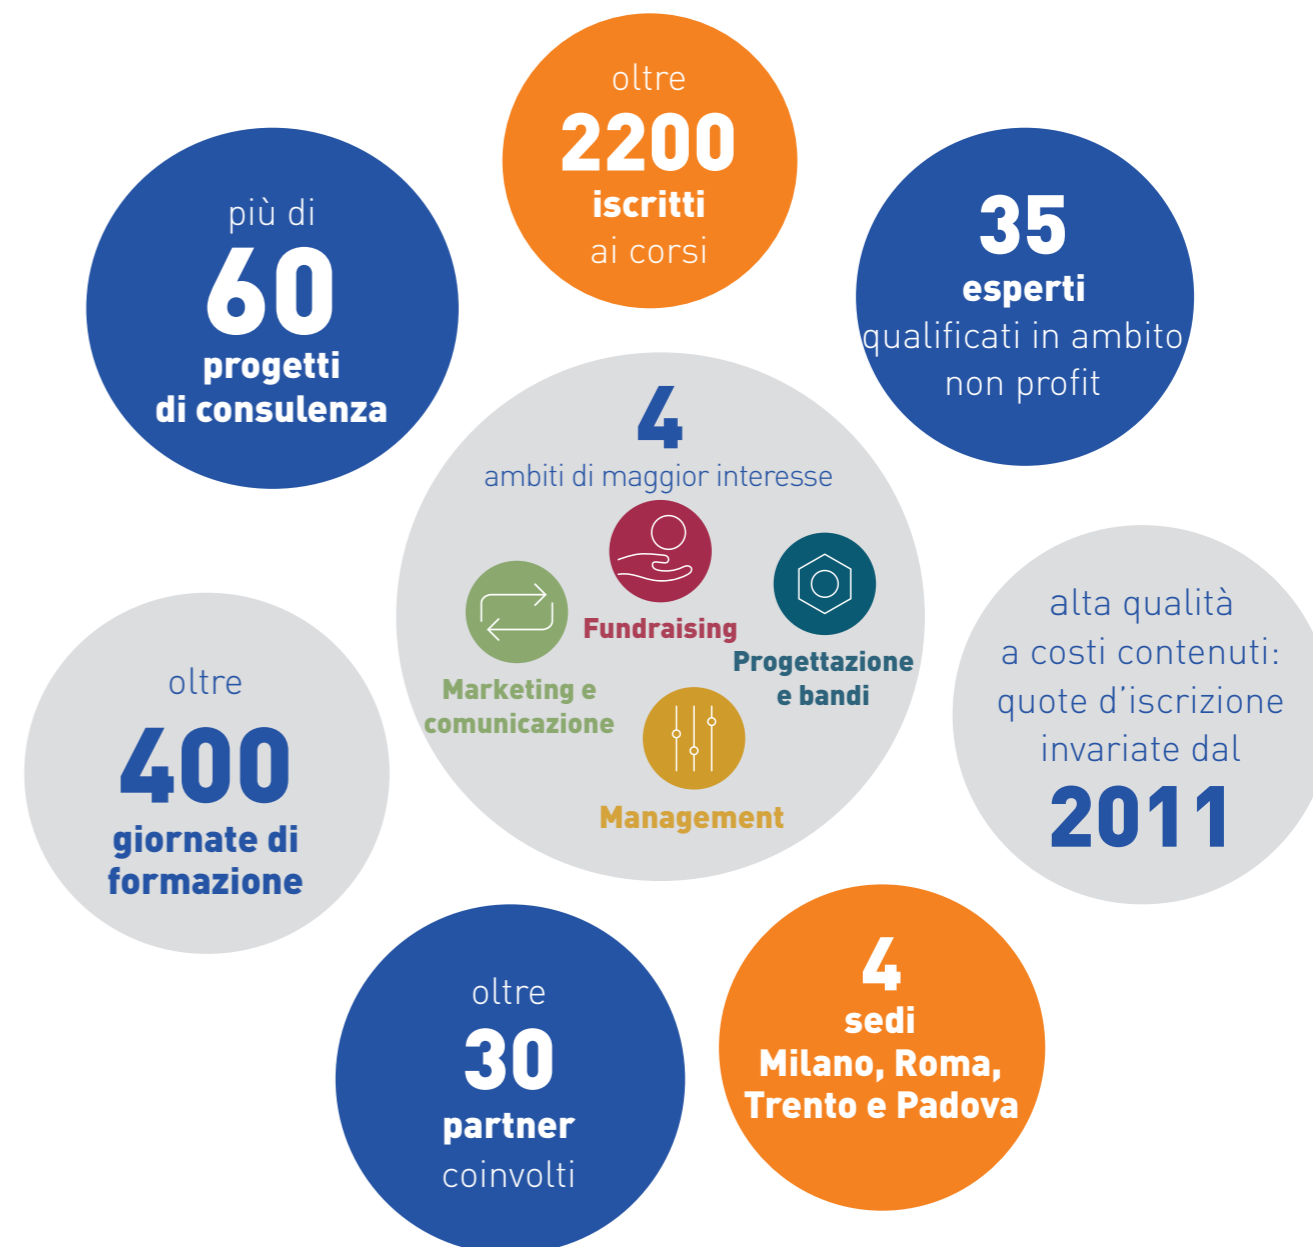 oltre
2200
iscritti
ai corsi
più di
60
progetti
di consulenza
35
esperti
qualificati in ambito
non profit
4
ambiti di maggior interesse
Fundraising
Marketing e
comunicazione
Progettazione
e bandi
Management
oltre
400
giornate di
formazione
alta qualità
a costi contenuti:
quote d’iscrizione
invariate dal
2011
oltre
30
partner
coinvolti
4
sedi
Milano, Roma,
Trento e Padova